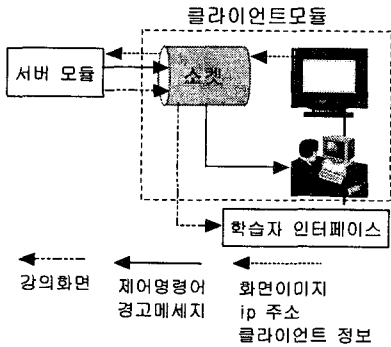 클라이언트모듈
서버 모듈
소켓
학습자 인터페이스
강의화면
제어명령어
경고메세지
화면이미지
ip 주소
클라이언트 정보